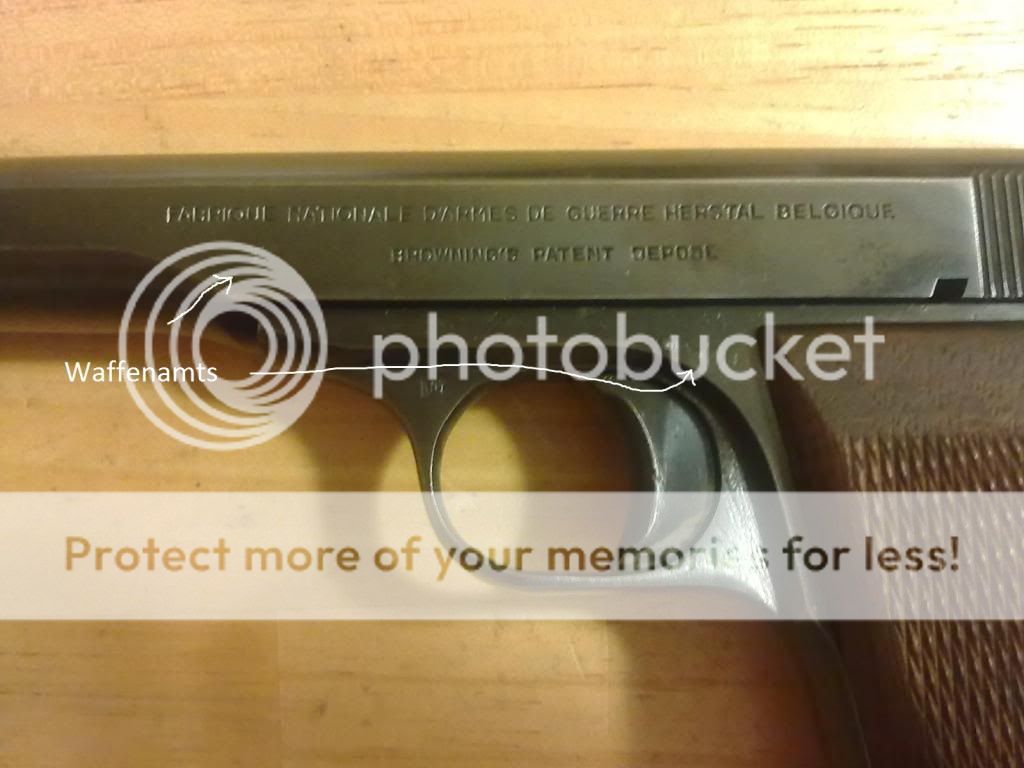 FABRIQUE NATIONALE D'ARMES DE GUERRE HERSTAL BELGIQUE
BROWNING'S PATENT DEPOSE
photobucket
Waffenamts
Protect more of your memories for less!